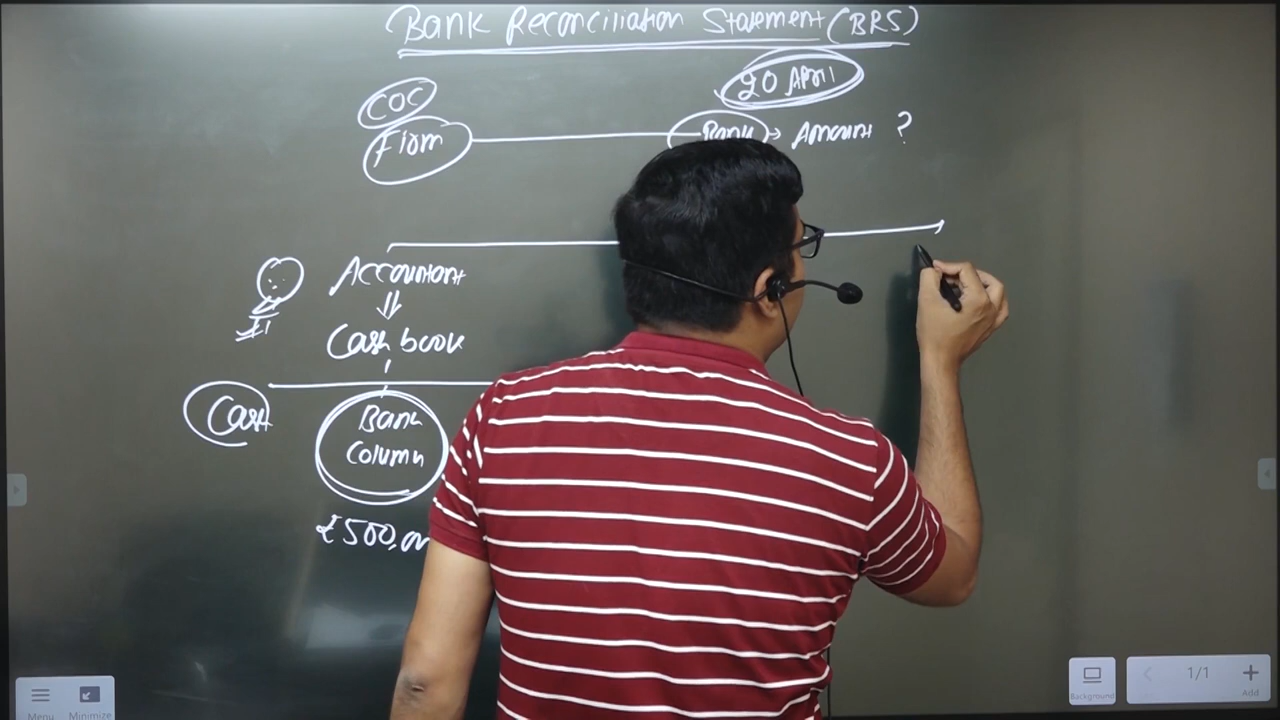 Bank Reconciliation Statement (BRS)
20 April
COC
Firm
Bank → Amount ?
Accountant
Cash book
Cash
Bank
Column
₹500,00
Menu
Minimize
Background
1/1
Add